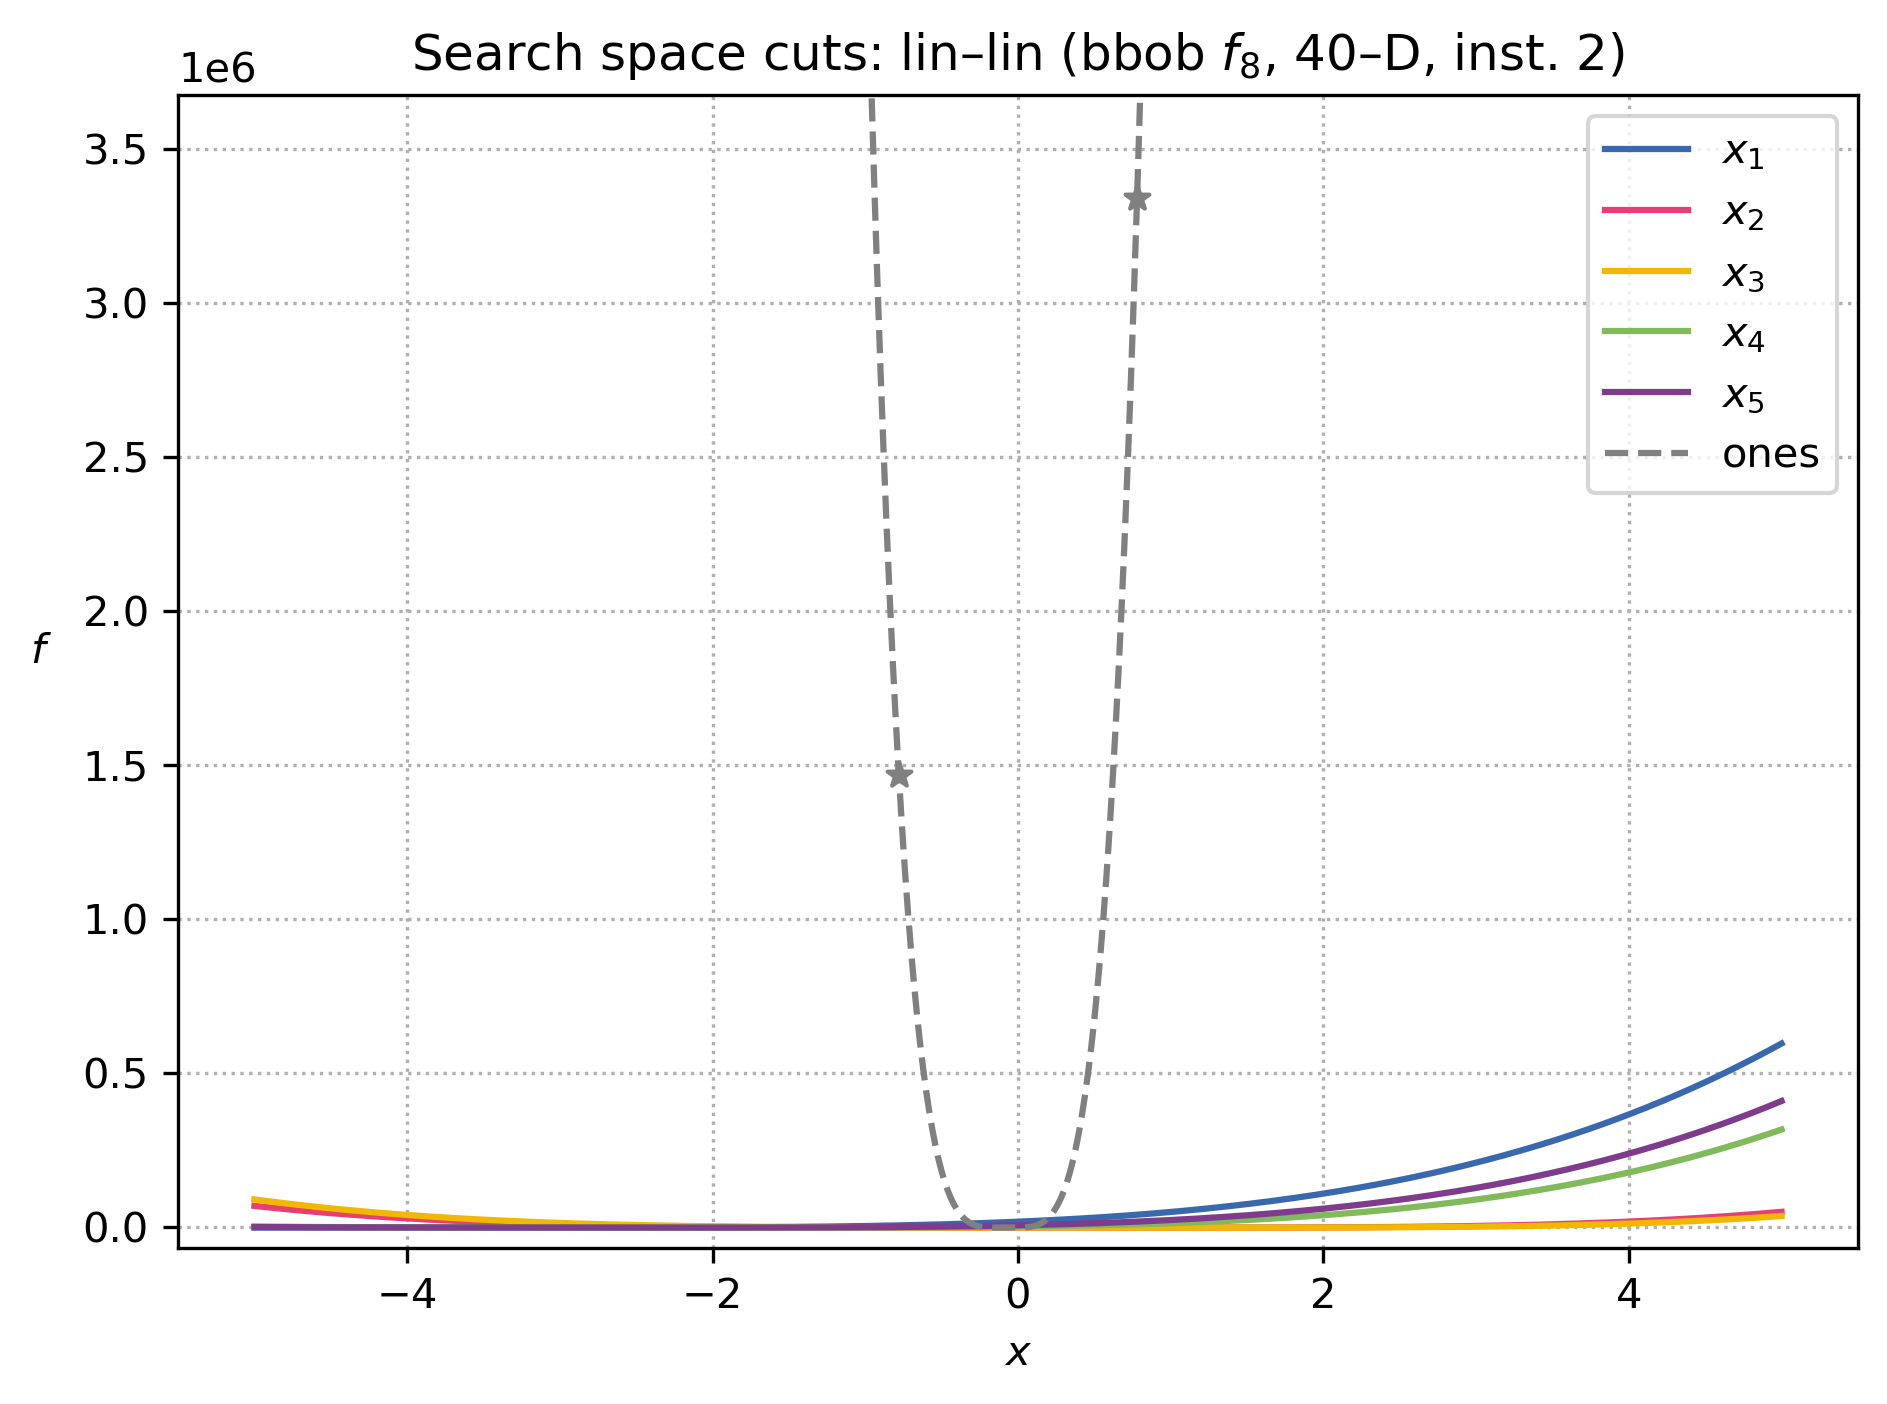 Search space cuts: lin–lin (bbob f₈, 40–D, inst. 2)
1e6
3.5
3.0
2.5
2.0
1.5
1.0
0.5
0.0
f
−4 −2 0 2 4
x
x₁
x₂
x₃
x₄
x₅
ones